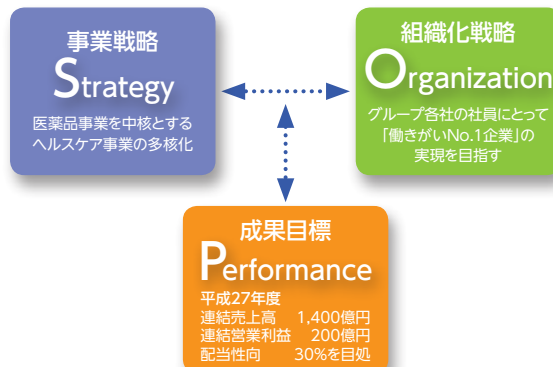 事業戦略
Strategy
医薬品事業を中核とする
ヘルスケア事業の多核化
組織化戦略
Organization
グループ各社の社員にとって
「働きがいNo.1企業」の
実現を目指す
成果目標
Performance
平成27年度
連結売上高 1,400億円
連結営業利益 200億円
配当性向 30%を目処